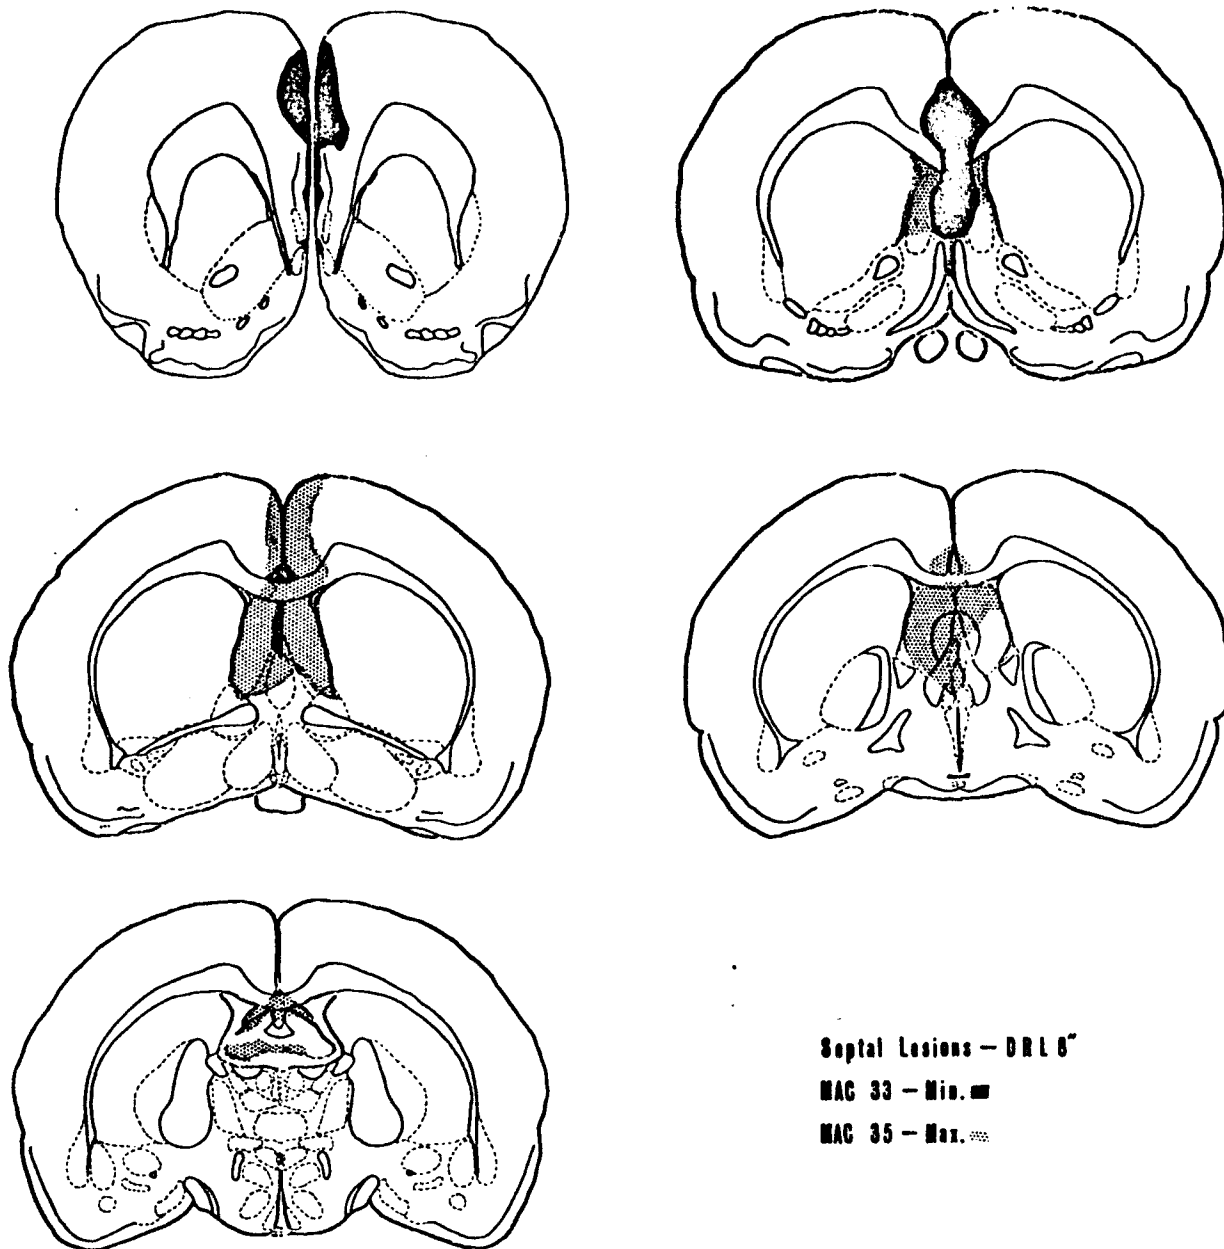 Septal Lesions — DRL 6"
MAC 33 — Min.
MAC 35 — Max.